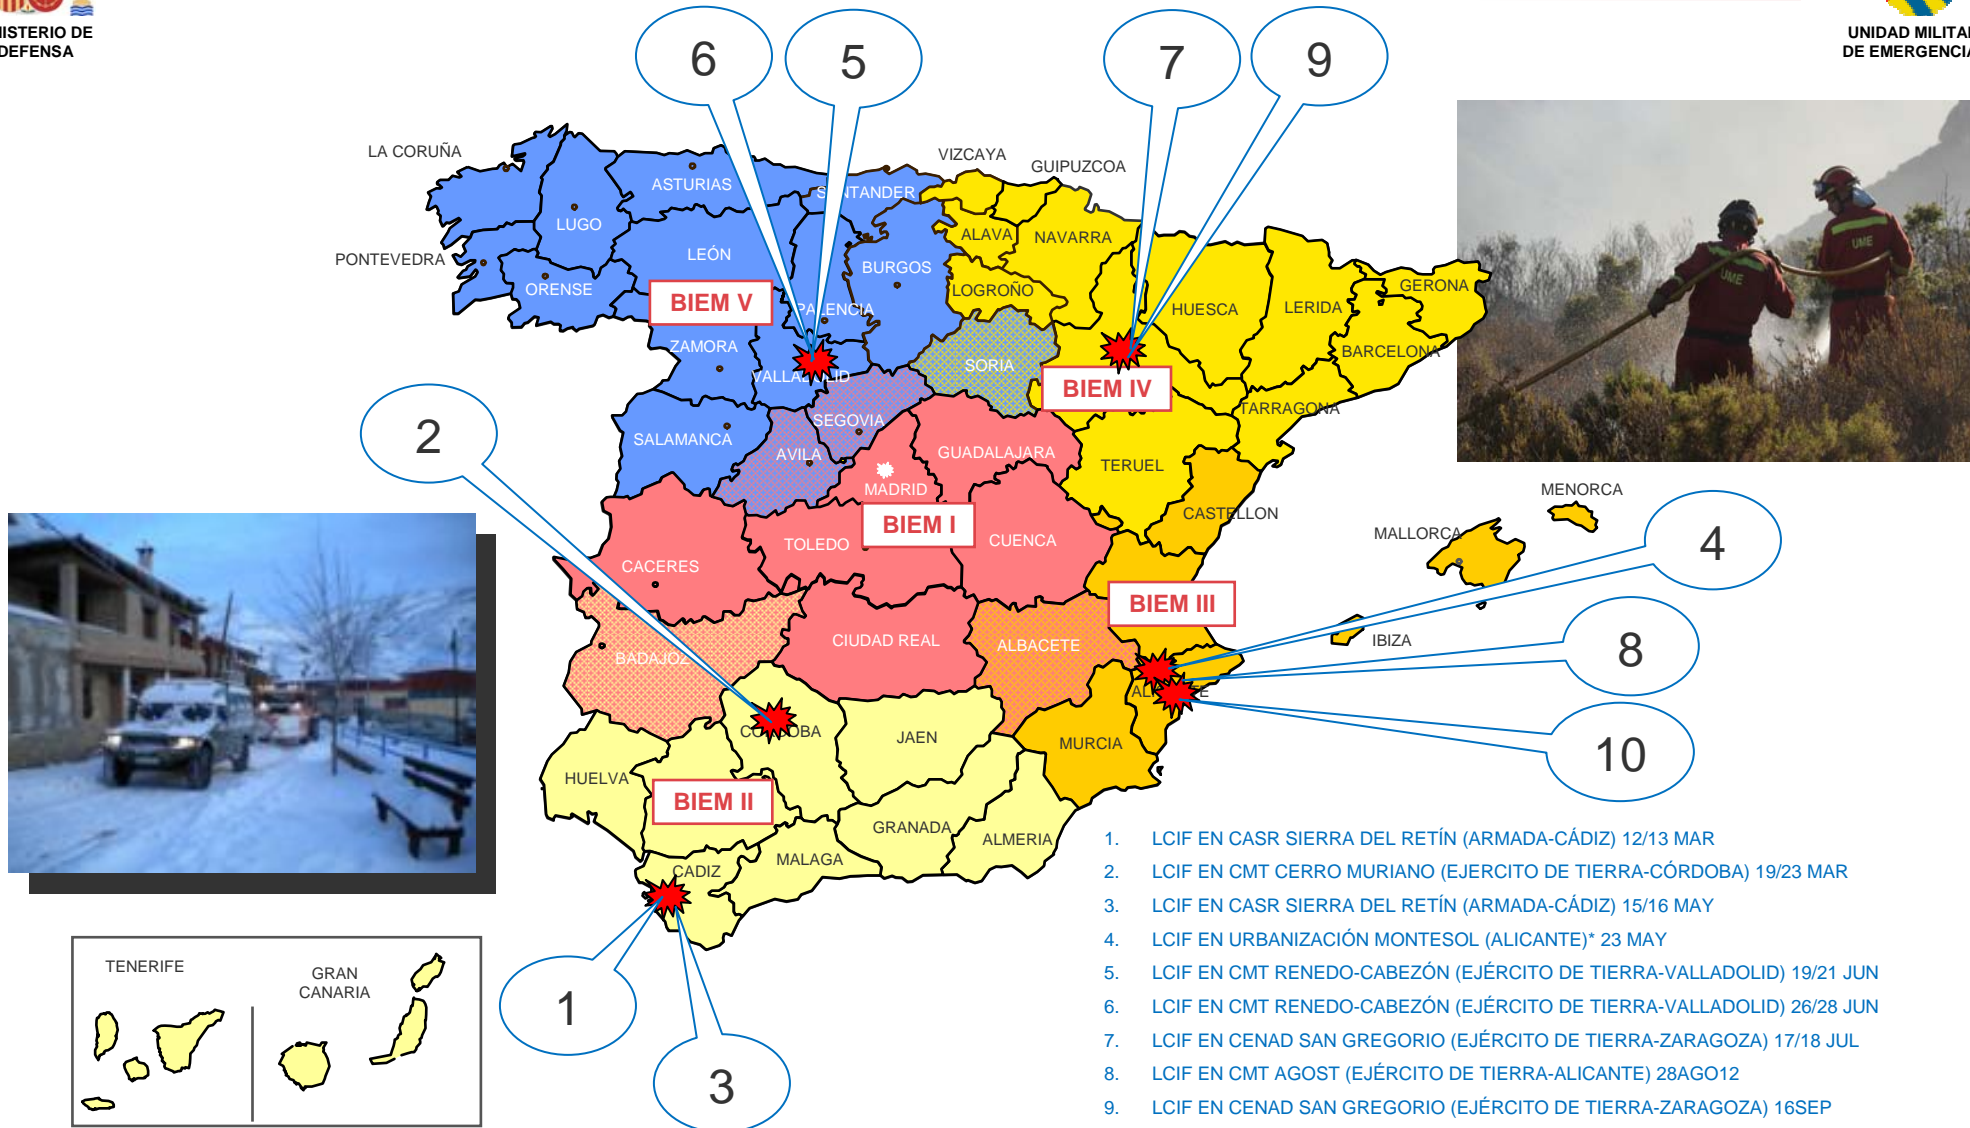 MINISTERIO DE
DEFENSA
UNIDAD MILITAR
DE EMERGENCIAS
6
5
7
9
LA CORUÑA
VIZCAYA
GUIPUZCOA
ASTURIAS
SANTANDER
LUGO
ALAVA
NAVARRA
PONTEVEDRA
LEÓN
BURGOS
ORENSE
BIEM V
PALENCIA
LOGROÑO
HUESCA
LERIDA
GERONA
UME
UME
ZAMORA
VALLADOLID
SORIA
BIEM IV
BARCELONA
TARRAGONA
2
SALAMANCA
SEGOVIA
AVILA
GUADALAJARA
TERUEL
MADRID
MENORCA
BIEM I
CASTELLON
MALLORCA
4
TOLEDO
CUENCA
CACERES
BIEM III
CIUDAD REAL
ALBACETE
IBIZA
8
BADAJOZ
ALICANTE
CORDOBA
JAEN
MURCIA
10
HUELVA
BIEM II
GRANADA
ALMERIA
MALAGA
CADIZ
1
3
TENERIFE
GRAN
CANARIA
1. LCIF EN CASR SIERRA DEL RETÍN (ARMADA-CÁDIZ) 12/13 MAR
2. LCIF EN CMT CERRO MURIANO (EJERCITO DE TIERRA-CÓRDOBA) 19/23 MAR
3. LCIF EN CASR SIERRA DEL RETÍN (ARMADA-CÁDIZ) 15/16 MAY
4. LCIF EN URBANIZACIÓN MONTESOL (ALICANTE)* 23 MAY
5. LCIF EN CMT RENEDO-CABEZÓN (EJÉRCITO DE TIERRA-VALLADOLID) 19/21 JUN
6. LCIF EN CMT RENEDO-CABEZÓN (EJÉRCITO DE TIERRA-VALLADOLID) 26/28 JUN
7. LCIF EN CENAD SAN GREGORIO (EJÉRCITO DE TIERRA-ZARAGOZA) 17/18 JUL
8. LCIF EN CMT AGOST (EJÉRCITO DE TIERRA-ALICANTE) 28AGO12
9. LCIF EN CENAD SAN GREGORIO (EJÉRCITO DE TIERRA-ZARAGOZA) 16SEP